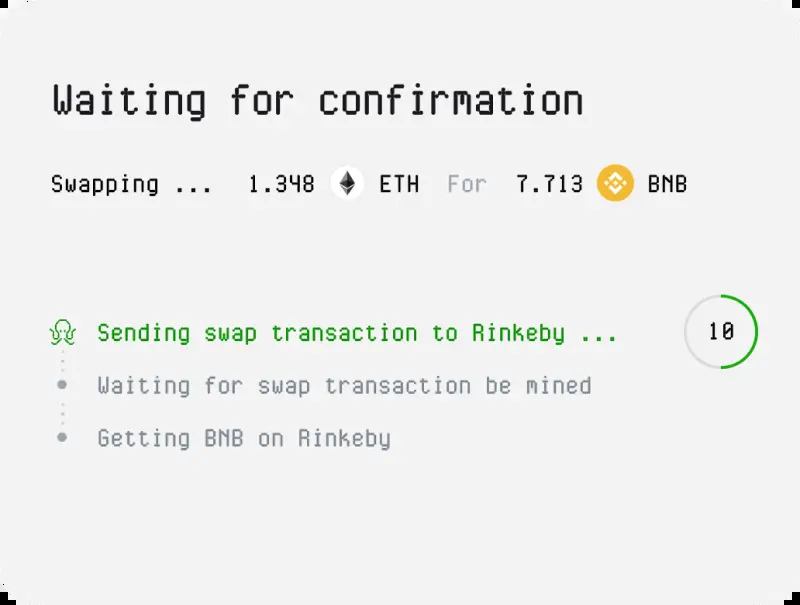 Waiting for confirmation
Swapping ... 1.348 ETH For 7.713 BNB
Sending swap transaction to Rinkeby ... 10
Waiting for swap transaction be mined
Getting BNB on Rinkeby